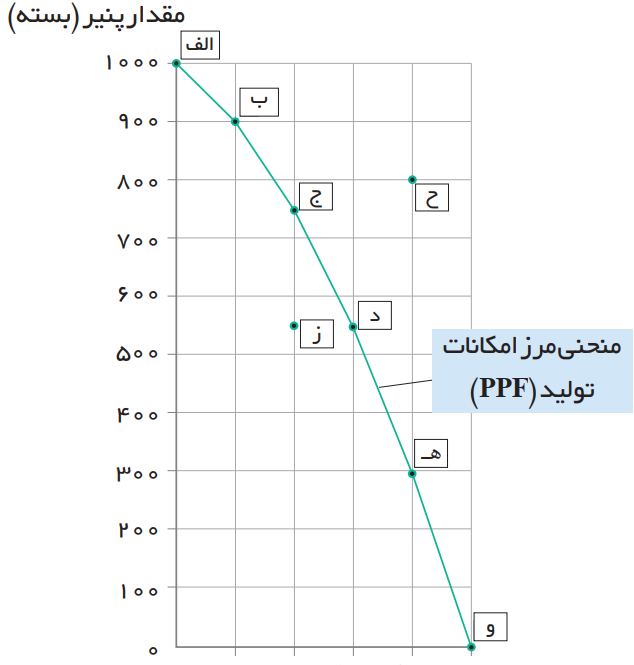 مقدار پنیر (بسته)
الف
۱۰۰۰
ب
۹۰۰
۸۰۰
ج
ح
۷۰۰
۶۰۰
د
ز
۵۰۰
منحنی مرز امکانات
تولید (PPF)
۴۰۰
هـ
۳۰۰
۲۰۰
۱۰۰
و
۰